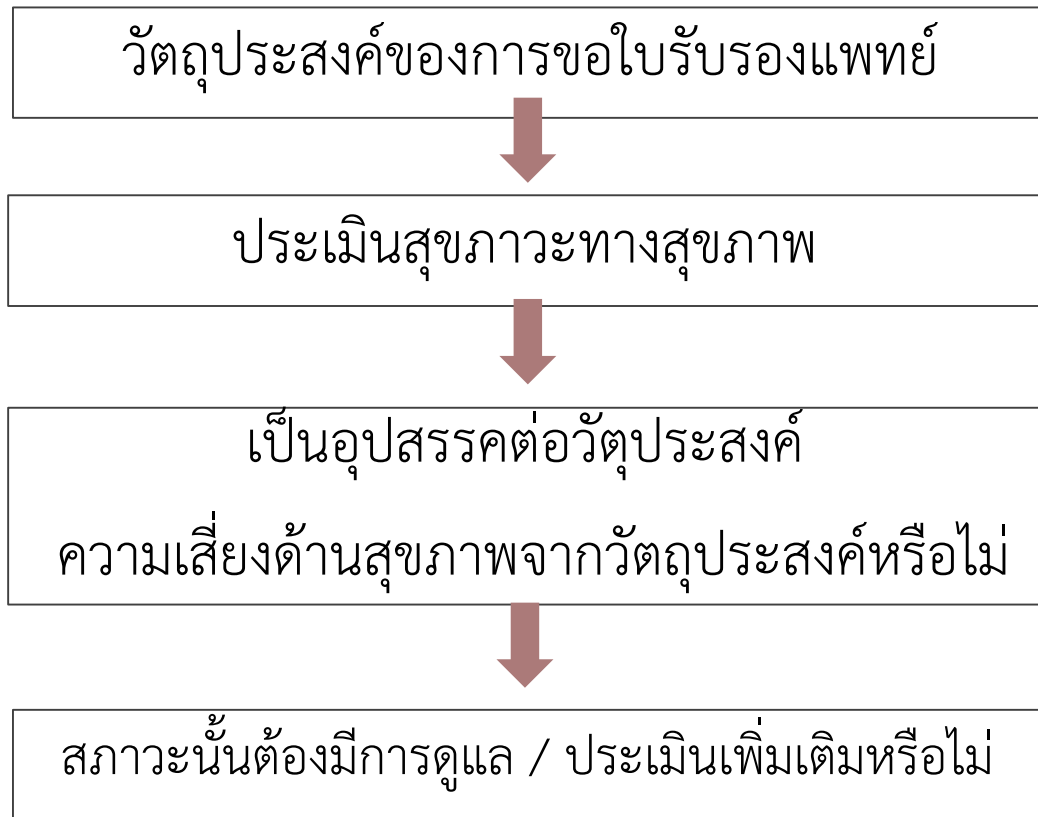 วัตถุประสงค์ของการขอใบรับรองแพทย์
ประเมินสุขภาวะทางสุขภาพ
เป็นอุปสรรคต่อวัตุประสงค์
ความเสี่ยงด้านสุขภาพจากวัตถุประสงค์หรือไม่
สภาวะนั้นต้องมีการดูแล / ประเมินเพิ่มเติมหรือไม่